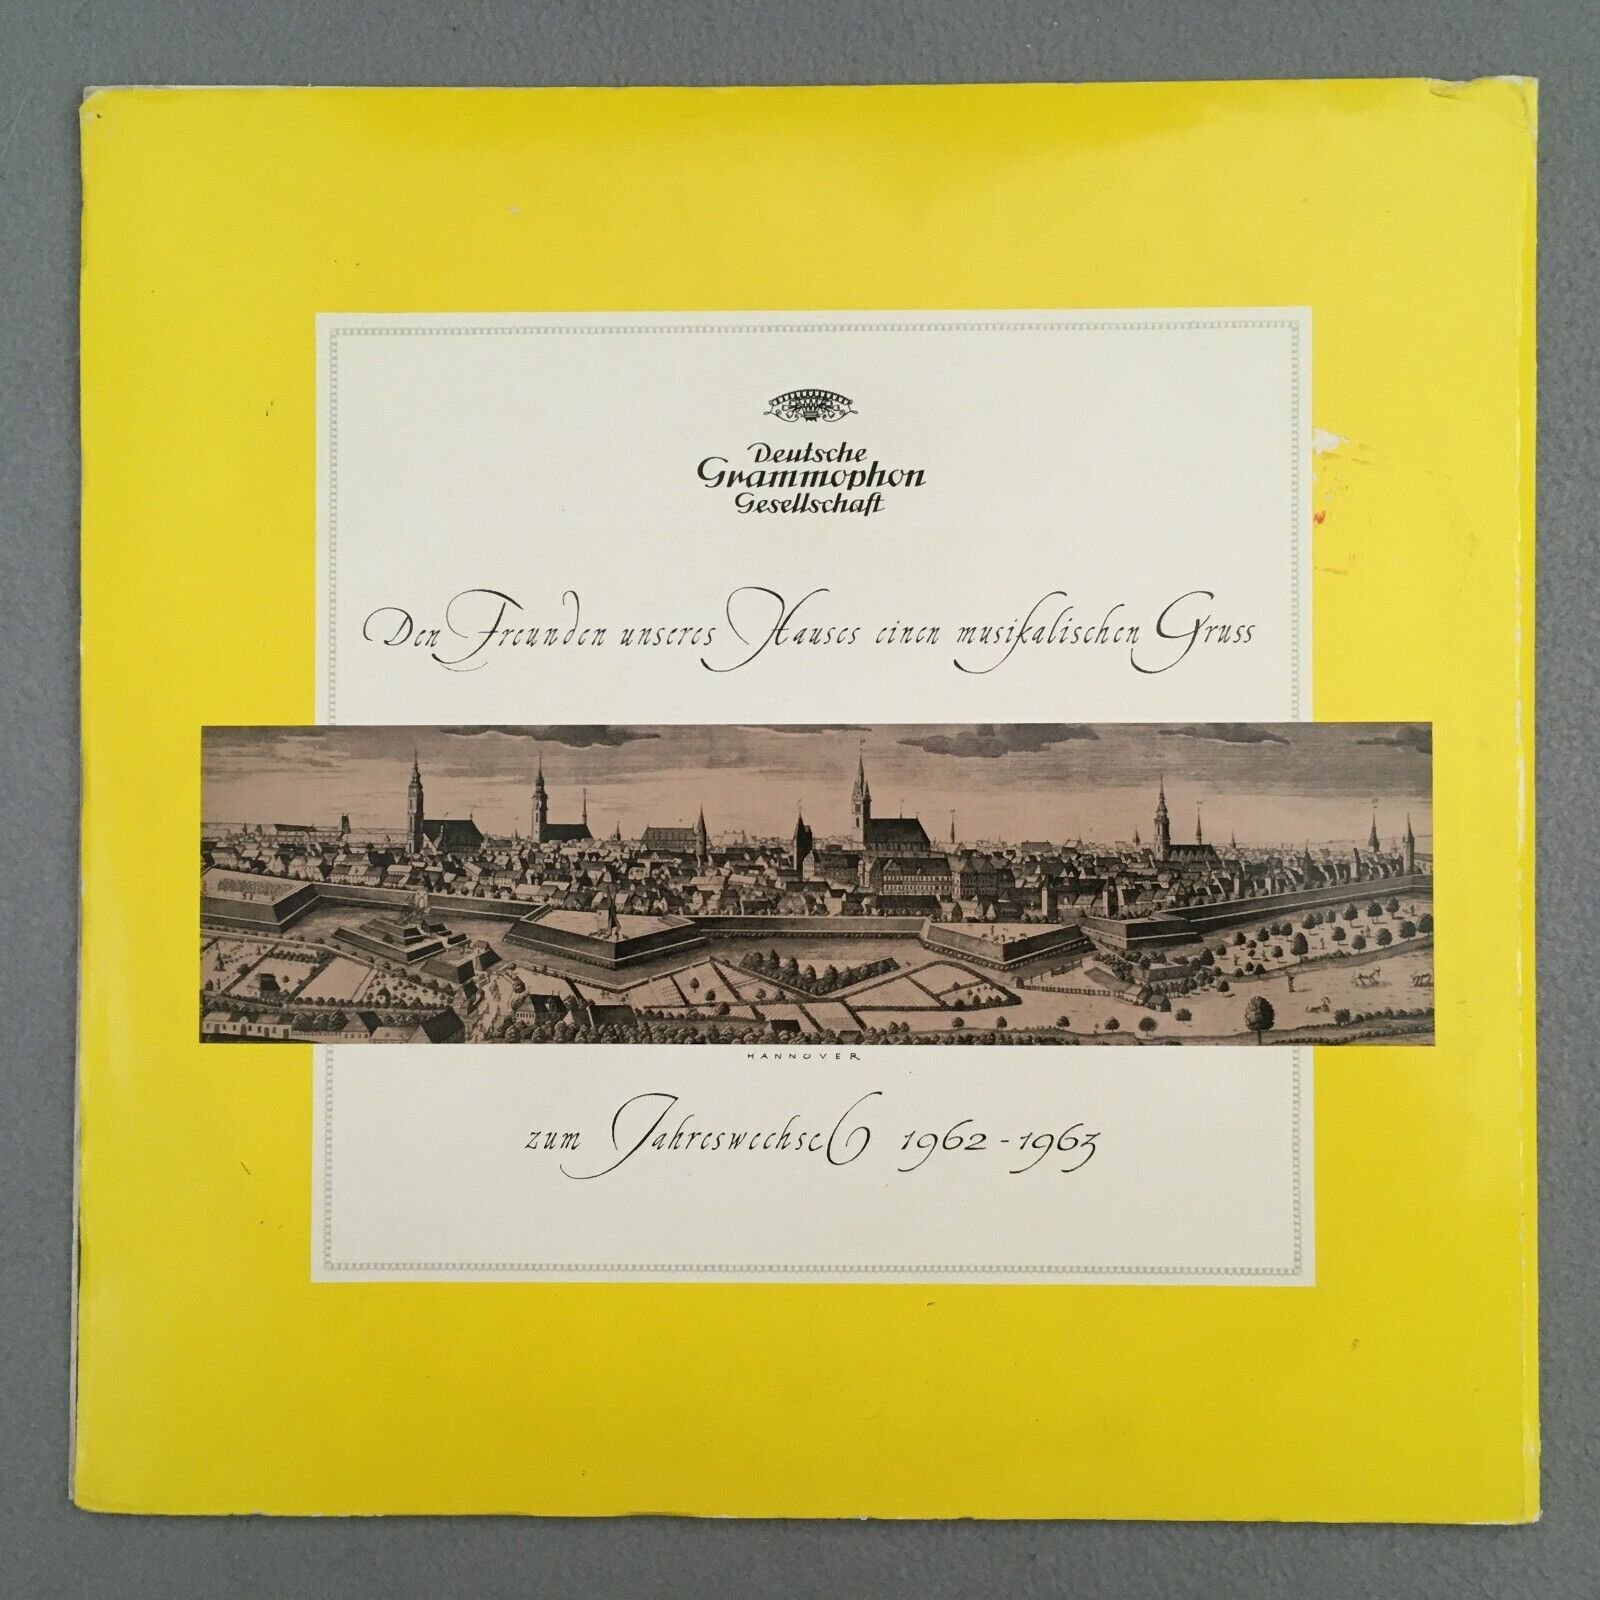 Deutsche
Grammophon
Gesellschaft
Den Freunden unseres Hauses einen musikalischen Gruss
HANNOVER
zum Jahreswechsel 1962-1963